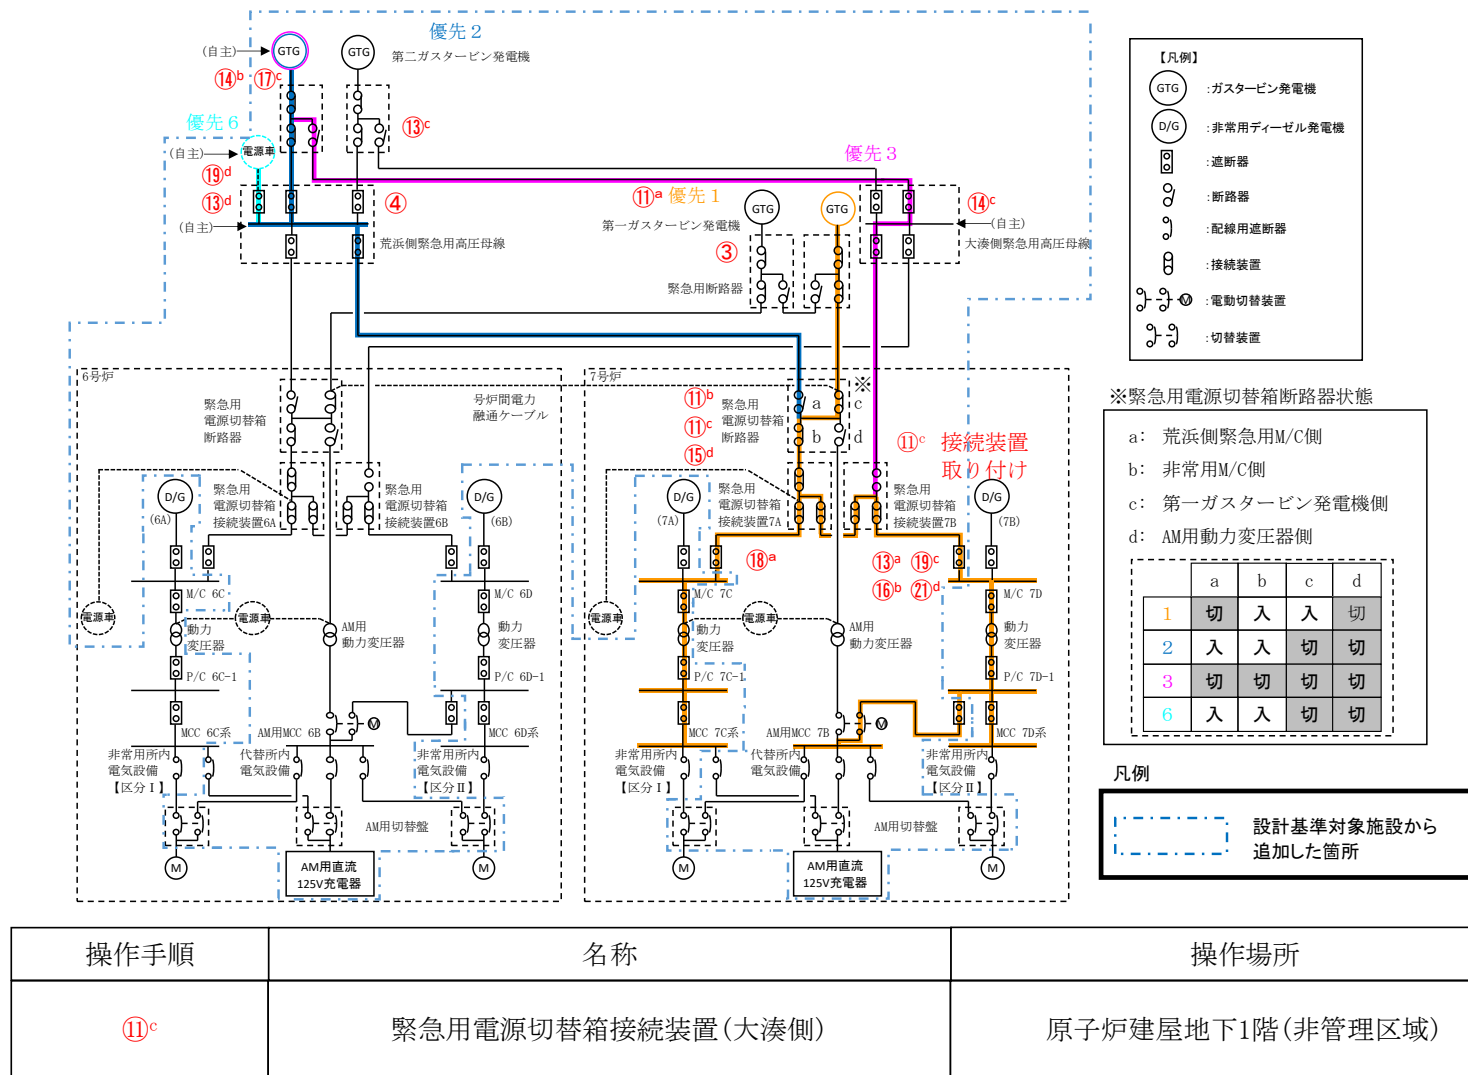 優先２
(自主)
GTG
GTG
第二ガスタービン発電機
⑭b ⑰c
⑬c
優先６
(自主)
電源車
⑲d
⑬d
④
(自主)
荒浜側緊急用高圧母線
優先３
⑪a 優先１
GTG
GTG
第一ガスタービン発電機
③
緊急用断路器
⑭c
(自主)
大湊側緊急用高圧母線
【凡例】
GTG :ガスタービン発電機
D/G :非常用ディーゼル発電機
:遮断器
:断路器
:配線用遮断器
:接続装置
M :電動切替装置
:切替装置
6号炉
緊急用
電源切替箱
断路器
号炉間電力
融通ケーブル
D/G
(6A)
緊急用
電源切替箱
接続装置6A
緊急用
電源切替箱
接続装置6B
D/G
(6B)
M/C 6C
M/C 6D
電源車
電源車
動力
変圧器
AM用
動力変圧器
動力
変圧器
P/C 6C-1
P/C 6D-1
M
MCC 6C系
AM用MCC 6B
MCC 6D系
非常用所内
電気設備
【区分Ⅰ】
代替所内
電気設備
非常用所内
電気設備
【区分Ⅱ】
AM用切替盤
M
AM用直流
125V充電器
M
7号炉
※
⑪b
⑪c
⑮d
緊急用
電源切替箱
断路器
a
b
c
d
⑪c 接続装置
取り付け
D/G
(7A)
緊急用
電源切替箱
接続装置7A
緊急用
電源切替箱
接続装置7B
D/G
(7B)
⑱a
⑬a ⑲c
⑯b ㉑d
M/C 7C
M/C 7D
電源車
電源車
動力
変圧器
AM用
動力変圧器
動力
変圧器
P/C 7C-1
P/C 7D-1
M
MCC 7C系
AM用MCC 7B
MCC 7D系
非常用所内
電気設備
【区分Ⅰ】
代替所内
電気設備
非常用所内
電気設備
【区分Ⅱ】
AM用切替盤
M
AM用直流
125V充電器
M
※緊急用電源切替箱断路器状態
a: 荒浜側緊急用M/C側
b: 非常用M/C側
c: 第一ガスタービン発電機側
d: AM用動力変圧器側
a b c d
1 切 入 入 切
2 入 入 切 切
3 切 切 切 切
6 入 入 切 切
凡例
設計基準対象施設から
追加した箇所
操作手順 名称 操作場所
⑪c 緊急用電源切替箱接続装置(大湊側) 原子炉建屋地下1階(非管理区域)